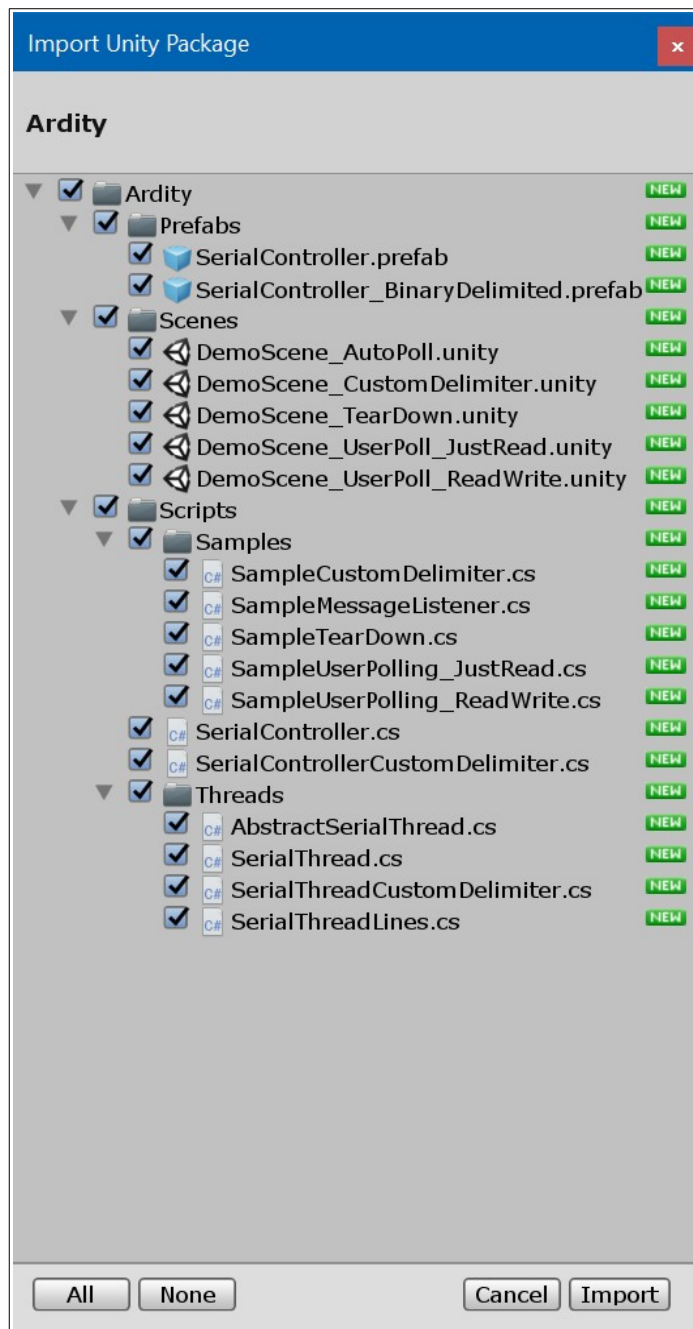 Import Unity Package
x
Ardity
Ardity NEW
Prefabs NEW
SerialController.prefab NEW
SerialController_BinaryDelimited.prefab NEW
Scenes NEW
DemoScene_AutoPoll.unity NEW
DemoScene_CustomDelimiter.unity NEW
DemoScene_TearDown.unity NEW
DemoScene_UserPoll_JustRead.unity NEW
DemoScene_UserPoll_ReadWrite.unity NEW
Scripts NEW
Samples NEW
C# SampleCustomDelimiter.cs NEW
C# SampleMessageListener.cs NEW
C# SampleTearDown.cs NEW
C# SampleUserPolling_JustRead.cs NEW
C# SampleUserPolling_ReadWrite.cs NEW
C# SerialController.cs NEW
C# SerialControllerCustomDelimiter.cs NEW
Threads NEW
C# AbstractSerialThread.cs NEW
C# SerialThread.cs NEW
C# SerialThreadCustomDelimiter.cs NEW
C# SerialThreadLines.cs NEW
All None Cancel Import